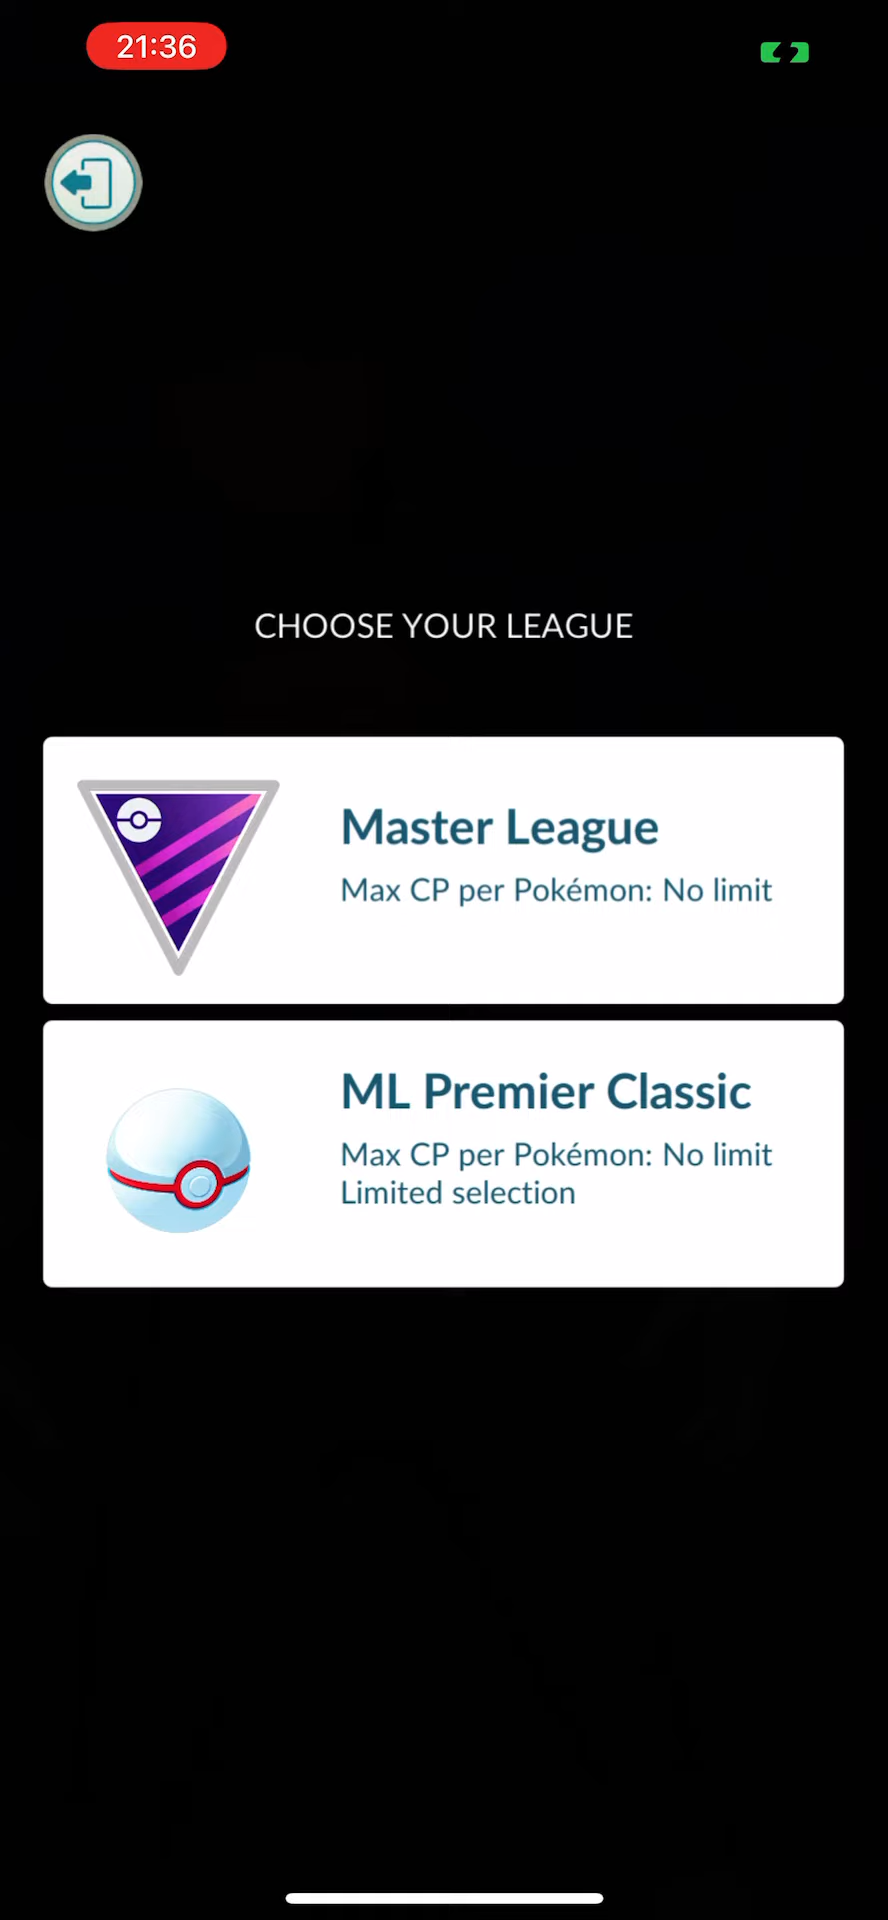 21:36
CHOOSE YOUR LEAGUE
Master League
Max CP per Pokémon: No limit
ML Premier Classic
Max CP per Pokémon: No limit
Limited selection